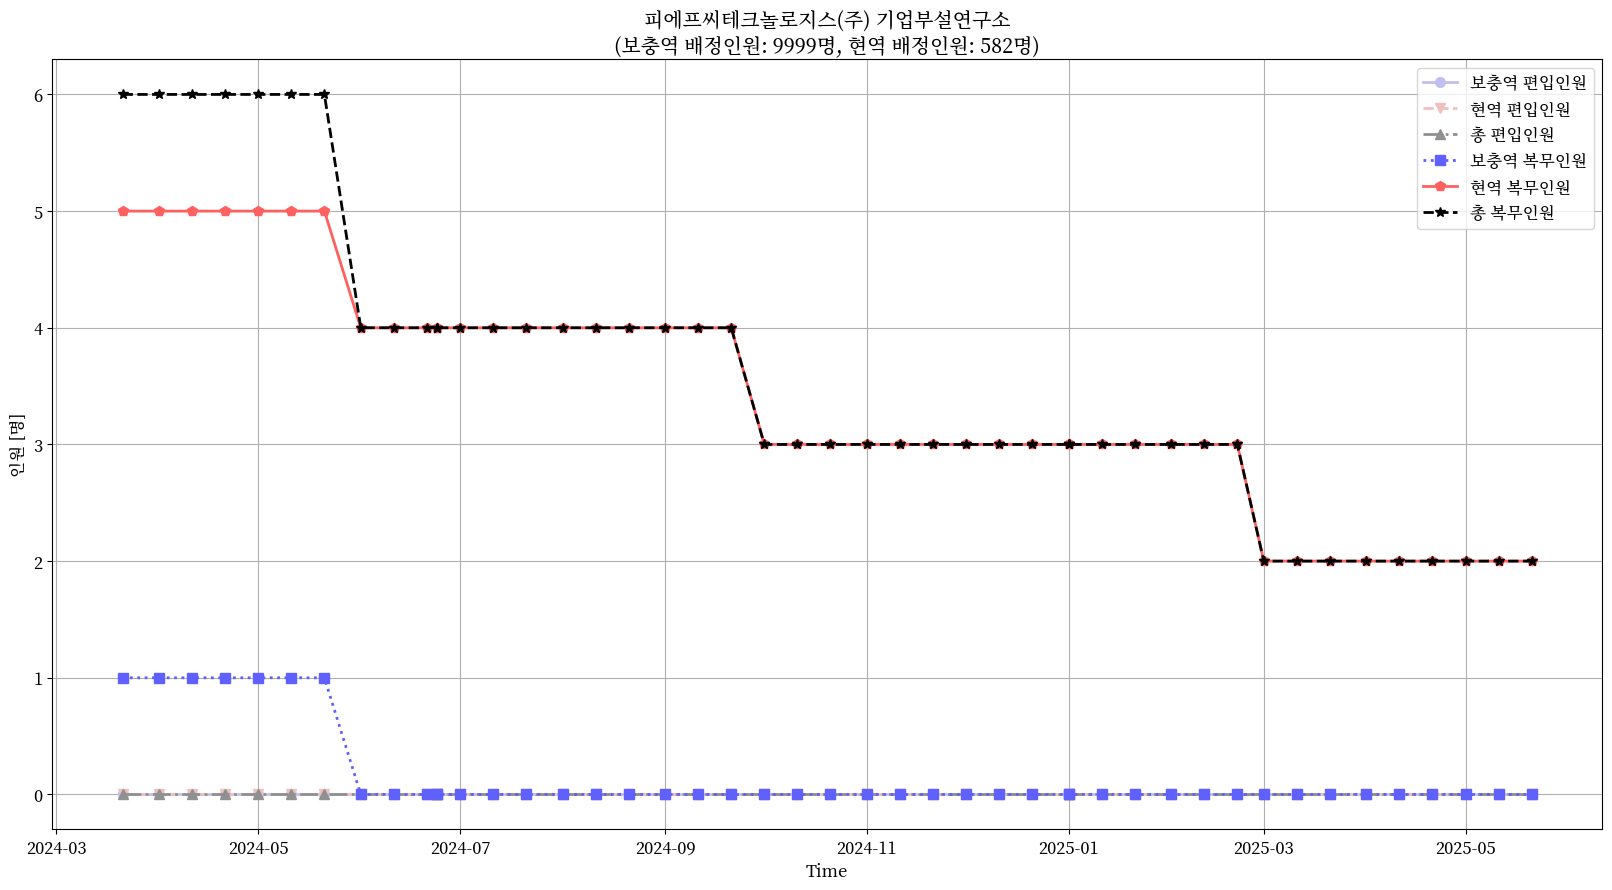 피에프씨테크놀로지스(주) 기업부설연구소
(보충역 배정인원: 9999명, 현역 배정인원: 582명)
보충역 편입인원
현역 편입인원
총 편입인원
보충역 복무인원
현역 복무인원
총 복무인원
인원 [명]
6
5
4
3
2
1
0
2024-03
2024-05
2024-07
2024-09
2024-11
2025-01
2025-03
2025-05
Time